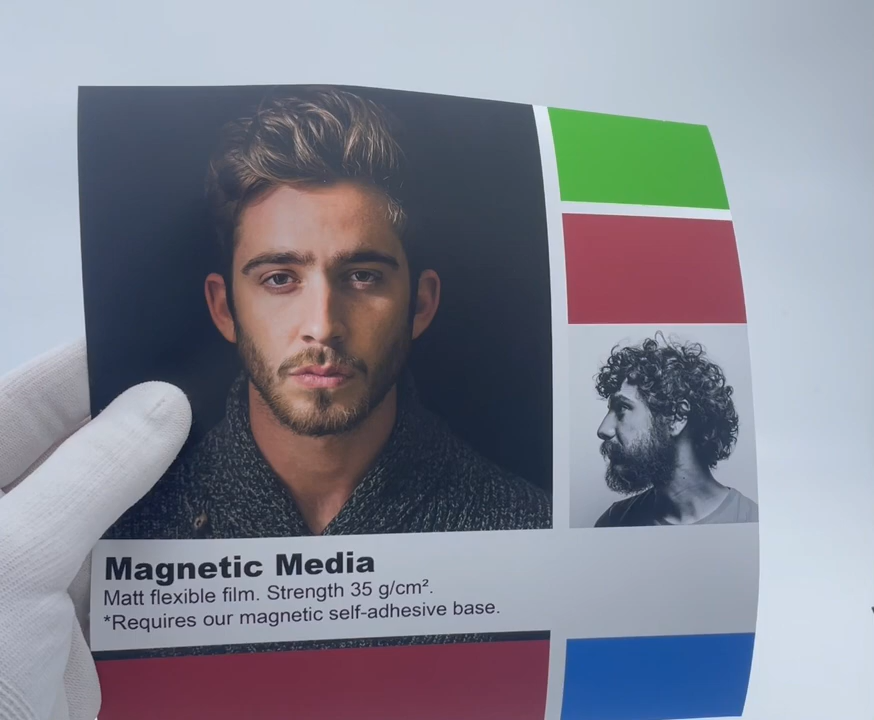 Magnetic Media
Matt flexible film. Strength 35 g/cm².
*Requires our magnetic self-adhesive base.